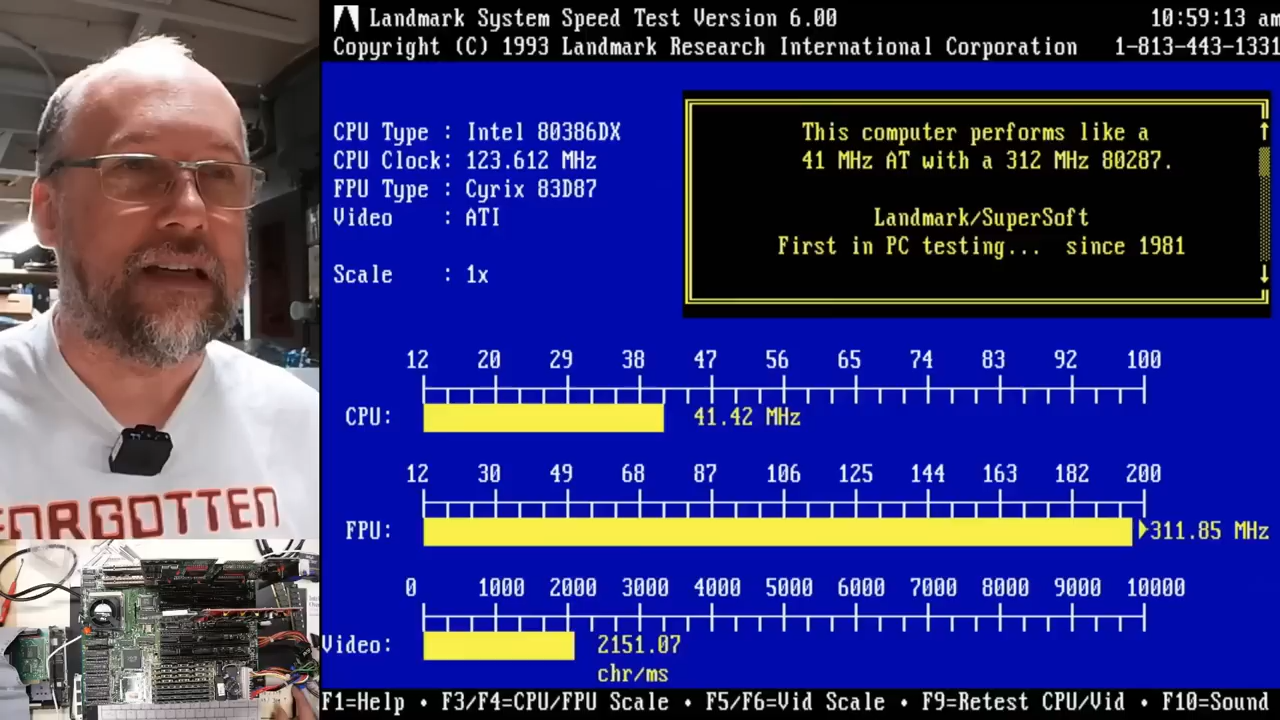 Landmark System Speed Test Version 6.00 10:59:13 am
Copyright (C) 1993 Landmark Research International Corporation 1-813-443-1331
CPU Type : Intel 80386DX
CPU Clock: 123.612 MHz
FPU Type : Cyrix 83D87
Video : ATI
Scale : 1x
This computer performs like a
41 MHz AT with a 312 MHz 80287.
Landmark/SuperSoft
First in PC testing... since 1981
12 20 29 38 47 56 65 74 83 92 100
CPU: 41.42 MHz
12 30 49 68 87 106 125 144 163 182 200
FPU: 311.85 MHz
0 1000 2000 3000 4000 5000 6000 7000 8000 9000 10000
Video: 2151.07
chr/ms
F1=Help • F3/F4=CPU/FPU Scale • F5/F6=Vid Scale • F9=Retest CPU/Vid • F10=Sound
FORGOTTEN